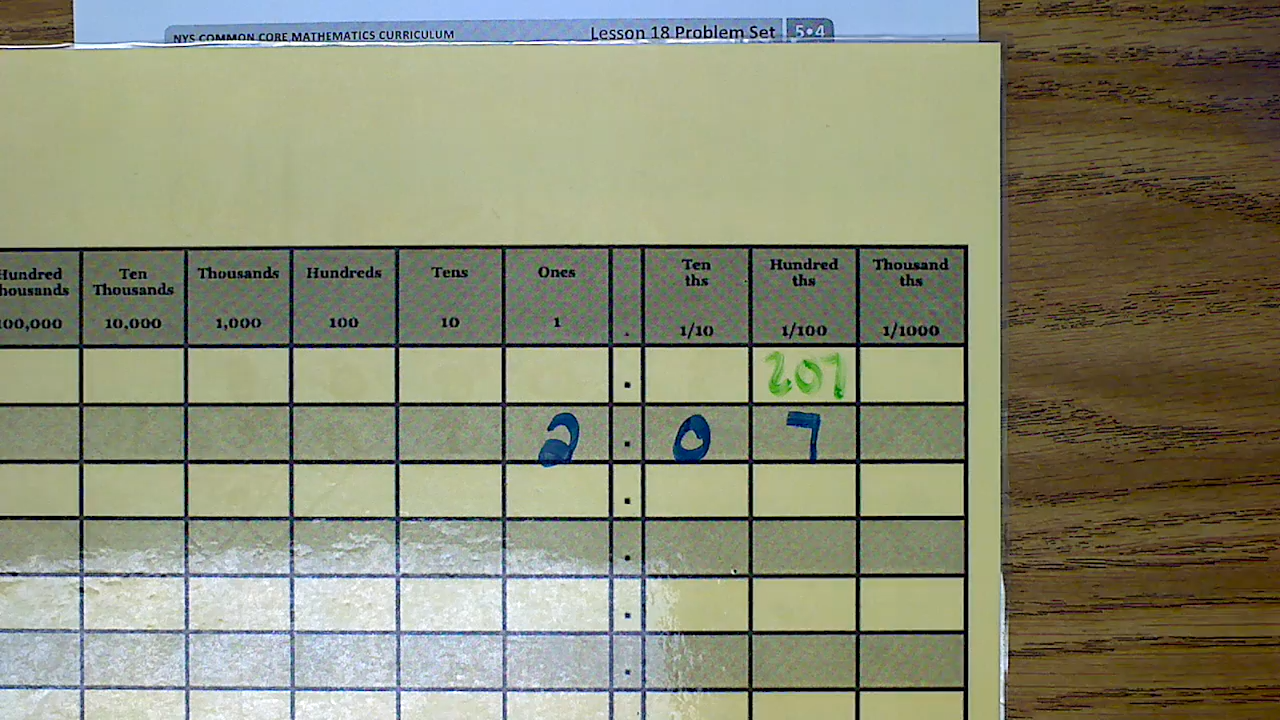 NYS COMMON CORE MATHEMATICS CURRICULUM Lesson 18 Problem Set 5•4
Hundred Thousands 100,000
Ten Thousands 10,000
Thousands 1,000
Hundreds 100
Tens 10
Ones 1
.
Ten ths 1/10
Hundred ths 1/100
Thousand ths 1/1000
. 207
2 . 0 7
.
.
.
.